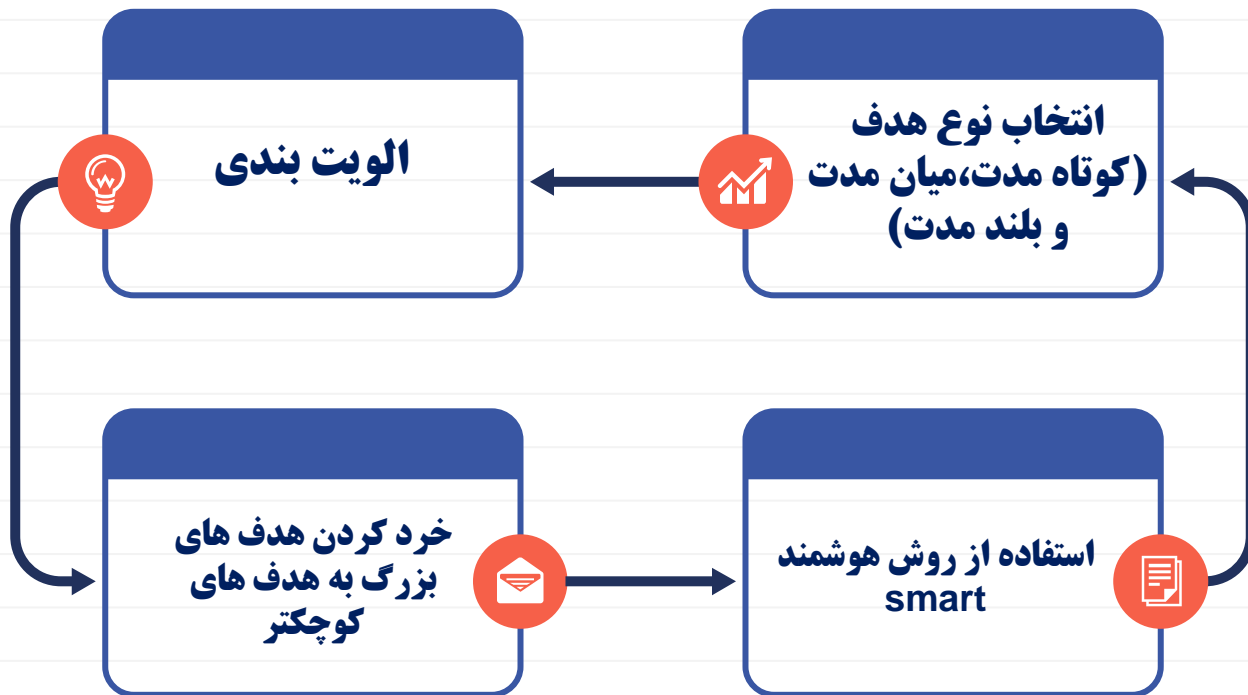 انتخاب نوع هدف
(کوتاه مدت،میان مدت
و بلند مدت)
الویت بندی
خرد کردن هدف های
بزرگ به هدف های
کوچکتر
استفاده از روش هوشمند
smart